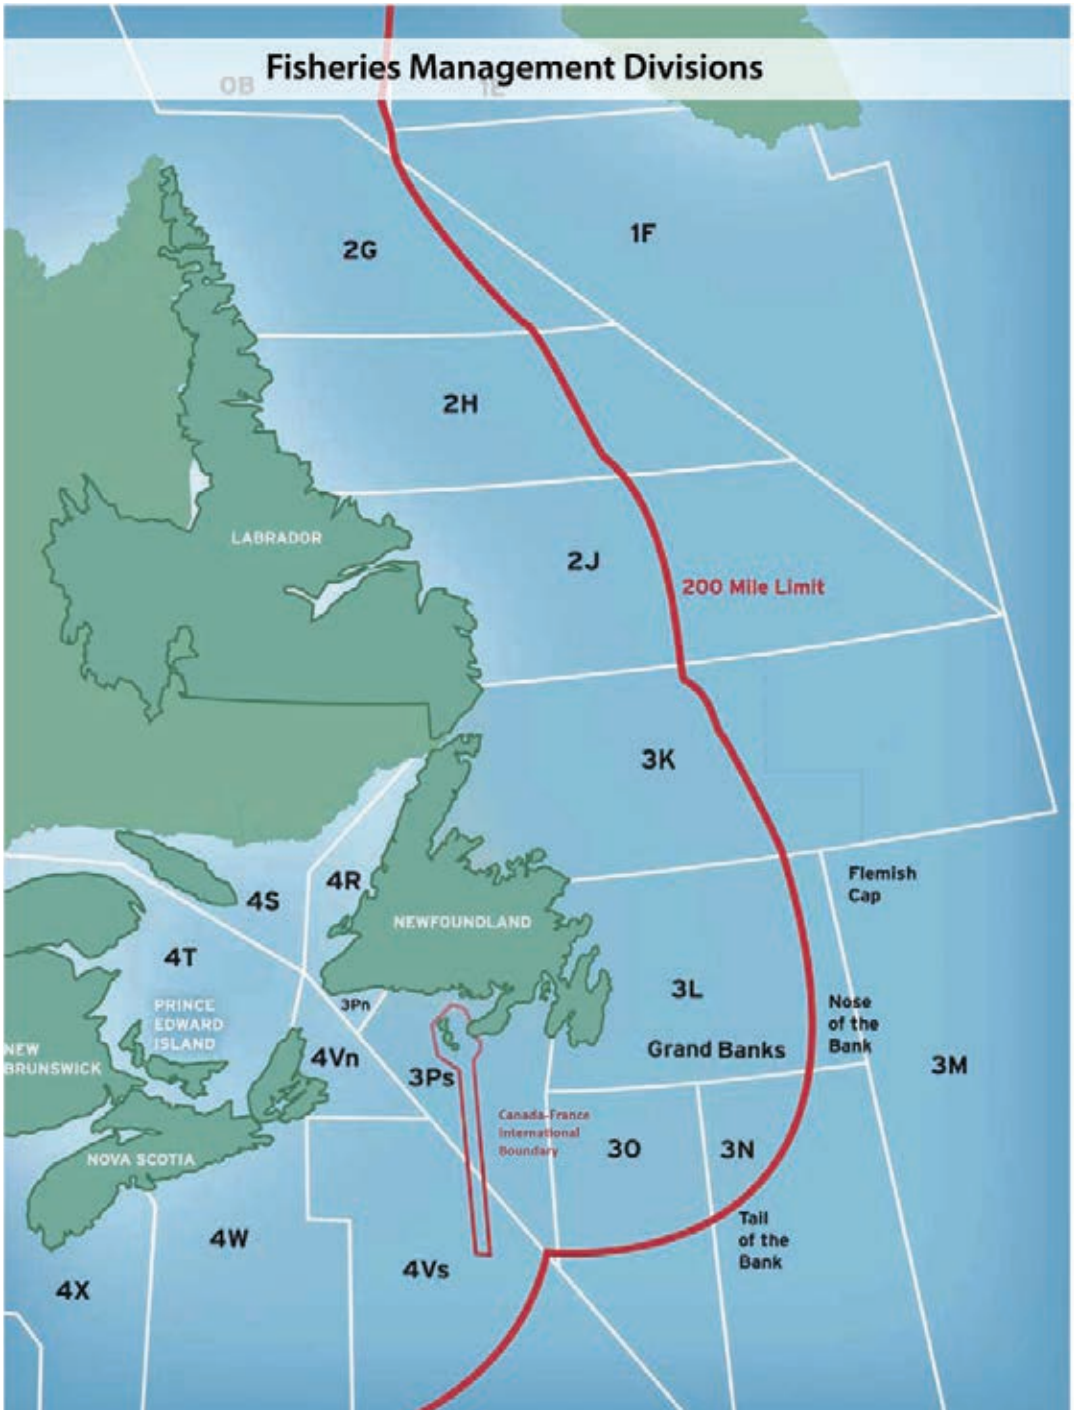 Fisheries Management Divisions
0B
1E
2G
1F
2H
LABRADOR
2J
200 Mile Limit
3K
4R
4S
NEWFOUNDLAND
Flemish
Cap
4T
3Pn
3L
PRINCE
EDWARD
ISLAND
Nose
of the
Bank
NEW
BRUNSWICK
4Vn
3Ps
Grand Banks
3M
Canada-France
International
Boundary
3O
3N
NOVA SCOTIA
4W
Tail
of the
Bank
4Vs
4X